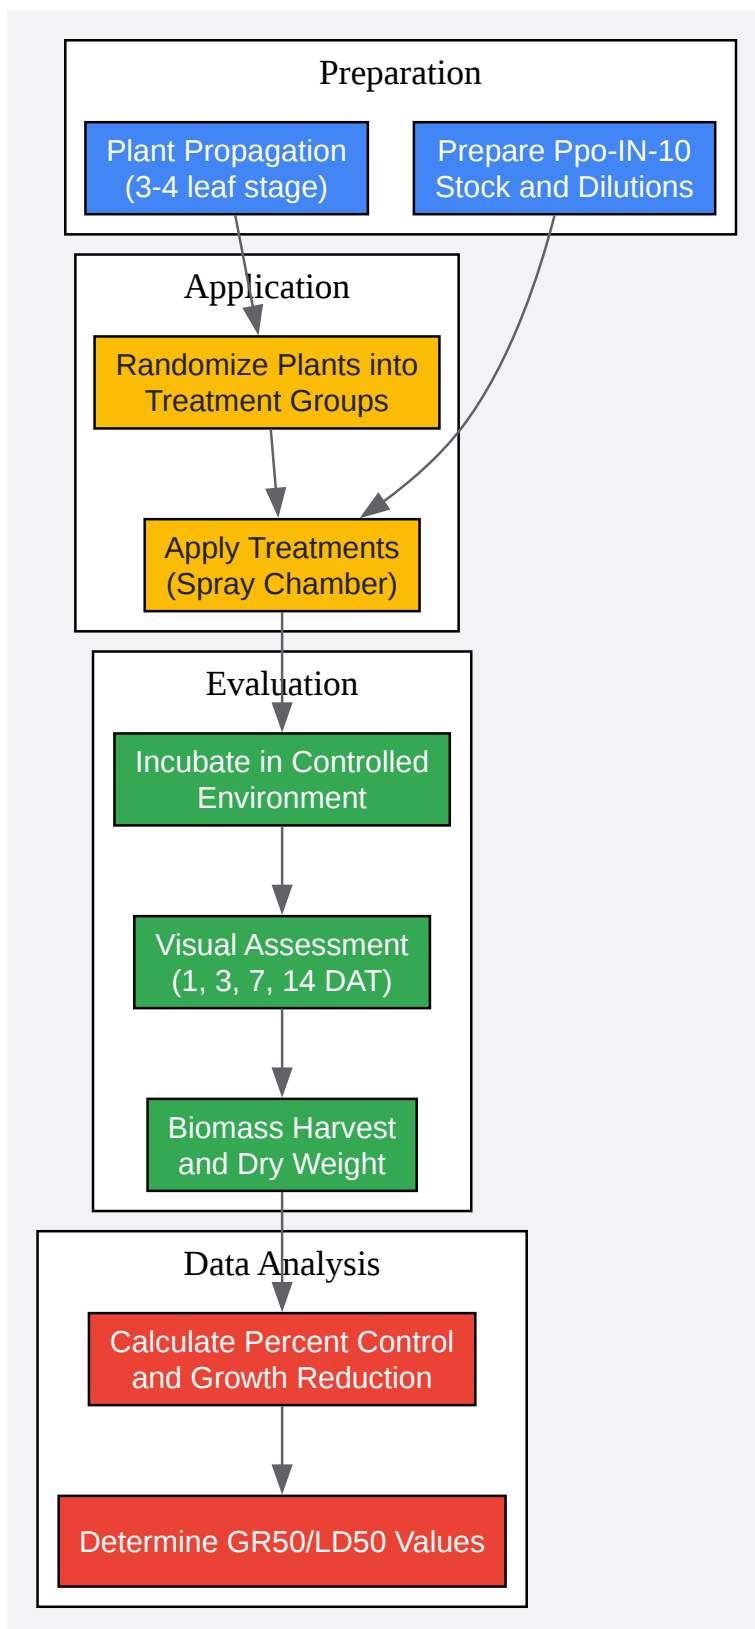 Preparation
Plant Propagation
(3-4 leaf stage)
Prepare Ppo-IN-10
Stock and Dilutions
Application
Randomize Plants into
Treatment Groups
Apply Treatments
(Spray Chamber)
Evaluation
Incubate in Controlled
Environment
Visual Assessment
(1, 3, 7, 14 DAT)
Biomass Harvest
and Dry Weight
Data Analysis
Calculate Percent Control
and Growth Reduction
Determine GR50/LD50 Values